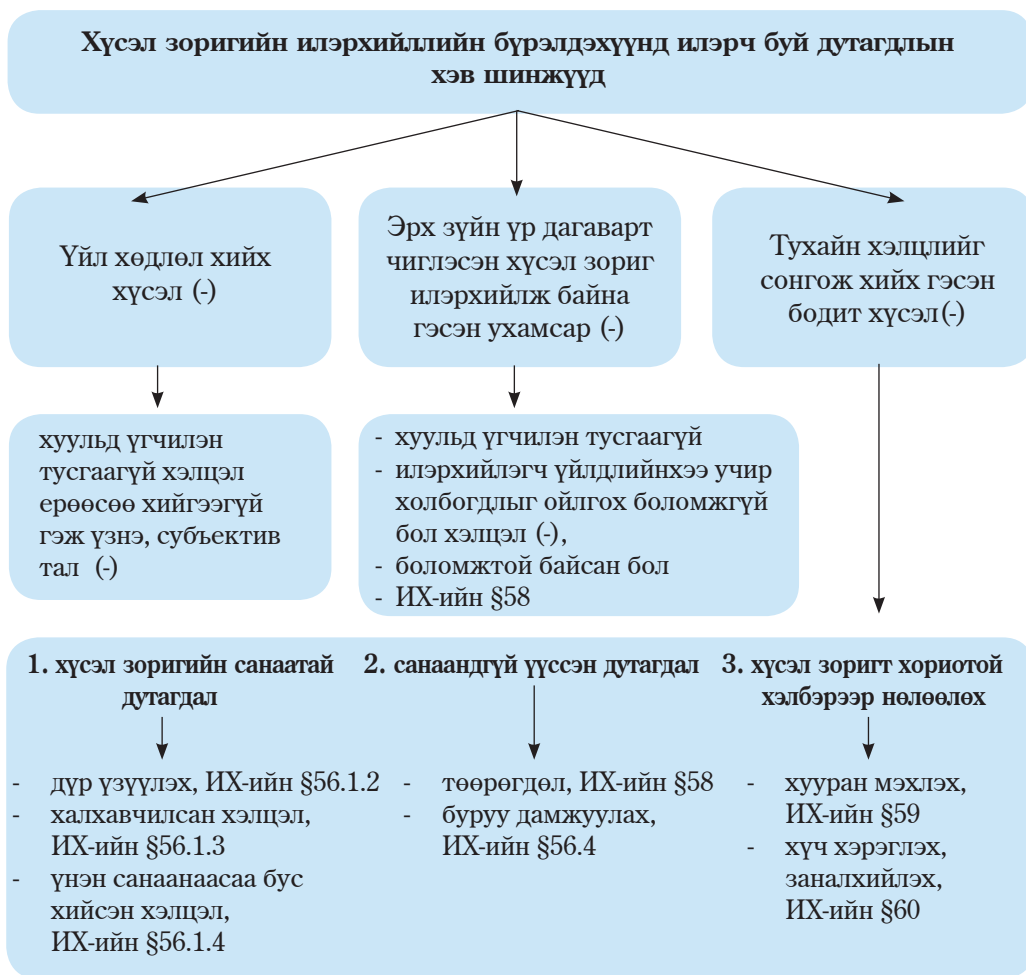 Хүсэл зоригийн илэрхийллийн бүрэлдэхүүнд илэрч буй дутагдлын
хэв шинжүүд
Үйл хөдлөл хийх
хүсэл (-)
Эрх зүйн үр дагаварт
чиглэсэн хүсэл зориг
илэрхийлж байна
гэсэн ухамсар (-)
Тухайн хэлцлийг
сонгож хийх гэсэн
бодит хүсэл(-)
хуульд үгчилэн
тусгаагүй хэлцэл
ерөөсөө хийгээгүй
гэж үзнэ, субъектив
тал (-)
- хуульд үгчилэн тусгаагүй
- илэрхийлэгч үйлдлийнхээ учир
холбогдлыг ойлгох боломжгүй
бол хэлцэл (-),
- боломжтой байсан бол
- ИХ-ийн §58
1. хүсэл зоригийн санаатай
дутагдал
- дүр үзүүлэх, ИХ-ийн §56.1.2
- халхавчилсан хэлцэл,
ИХ-ийн §56.1.3
- үнэн санаанаасаа бус
хийсэн хэлцэл,
ИХ-ийн §56.1.4
2. санаандгүй үүссэн дутагдал
- төөрөгдөл, ИХ-ийн §58
- буруу дамжуулах,
ИХ-ийн §56.4
3. хүсэл зоригт хориотой
хэлбэрээр нөлөөлөх
- хууран мэхлэх,
ИХ-ийн §59
- хүч хэрэглэх,
заналхийлэх,
ИХ-ийн §60